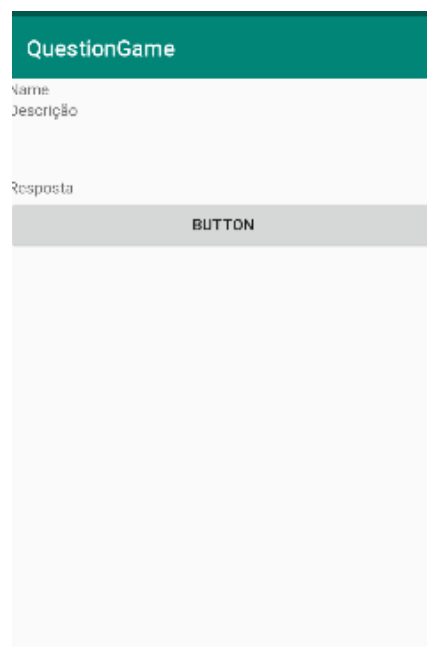 QuestionGame
Name
Descrição
Resposta
BUTTON